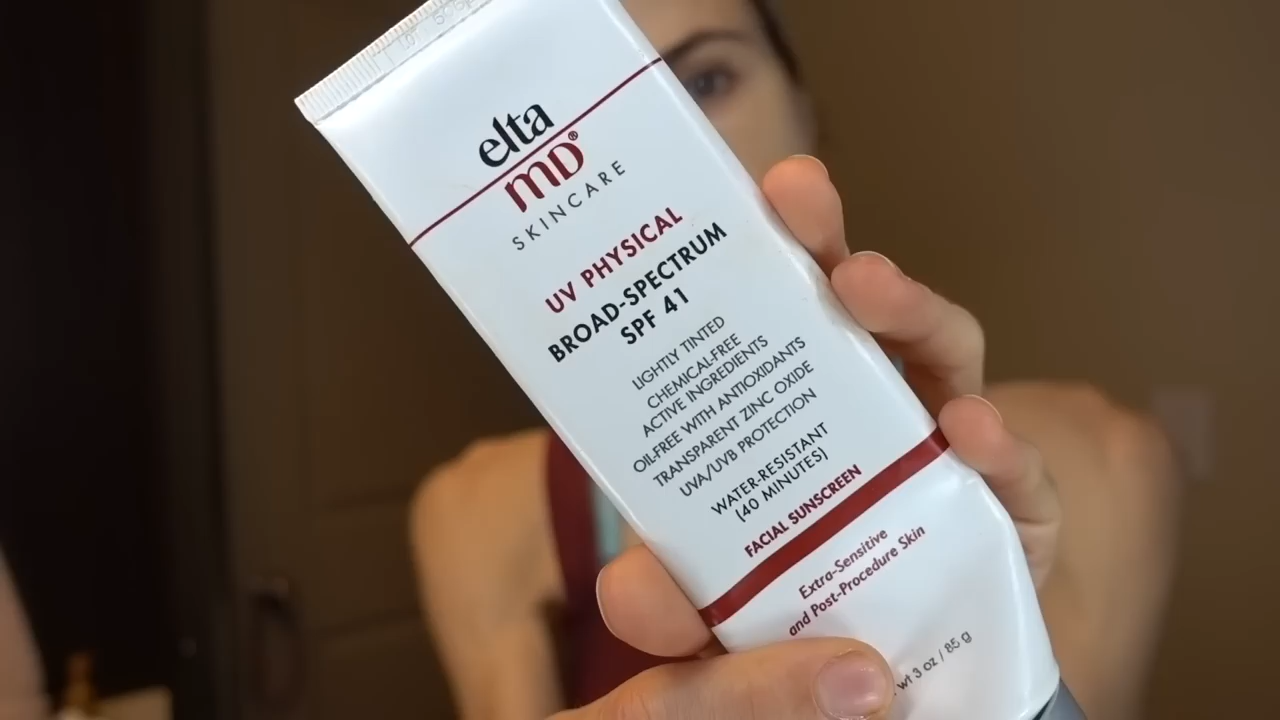 elta
MD®
SKINCARE
UV PHYSICAL
BROAD-SPECTRUM
SPF 41
LIGHTLY TINTED
CHEMICAL-FREE
ACTIVE INGREDIENTS
OIL-FREE WITH ANTIOXIDANTS
TRANSPARENT ZINC OXIDE
UVA/UVB PROTECTION
WATER-RESISTANT
(40 MINUTES)
FACIAL SUNSCREEN
Extra-Sensitive
and Post-Procedure Skin
wt 3 oz / 85 g